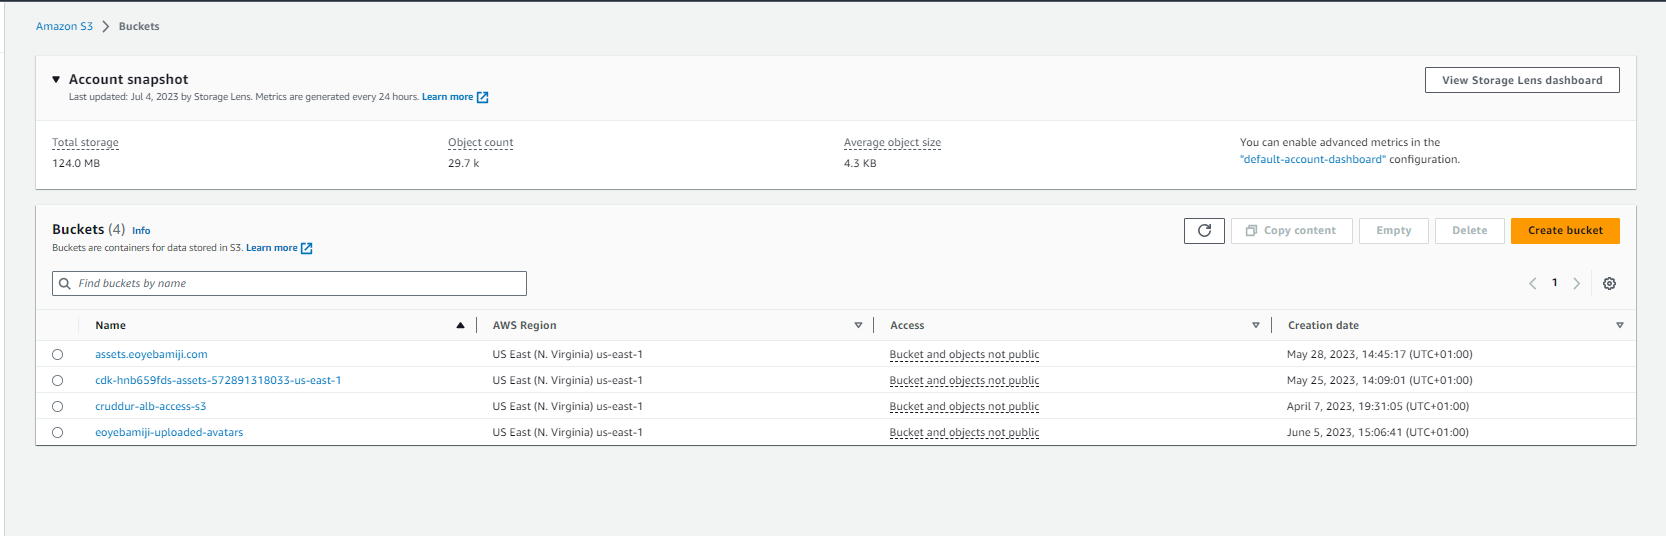 Amazon S3 > Buckets
Account snapshot
View Storage Lens dashboard
Last updated: Jul 4, 2023 by Storage Lens. Metrics are generated every 24 hours. Learn more
Total storage Object count Average object size You can enable advanced metrics in the
124.0 MB 29.7 k 4.3 KB "default-account-dashboard" configuration.
Buckets (4) Info
Copy content Empty Delete Create bucket
Buckets are containers for data stored in S3. Learn more
Find buckets by name
1
Name AWS Region Access Creation date
assets.eoyebamiji.com US East (N. Virginia) us-east-1 Bucket and objects not public May 28, 2023, 14:45:17 (UTC+01:00)
cdk-hnb659fds-assets-572891318033-us-east-1 US East (N. Virginia) us-east-1 Bucket and objects not public May 25, 2023, 14:09:01 (UTC+01:00)
cruddur-alb-access-s3 US East (N. Virginia) us-east-1 Bucket and objects not public April 7, 2023, 19:31:05 (UTC+01:00)
eoyebamiji-uploaded-avatars US East (N. Virginia) us-east-1 Bucket and objects not public June 5, 2023, 15:06:41 (UTC+01:00)